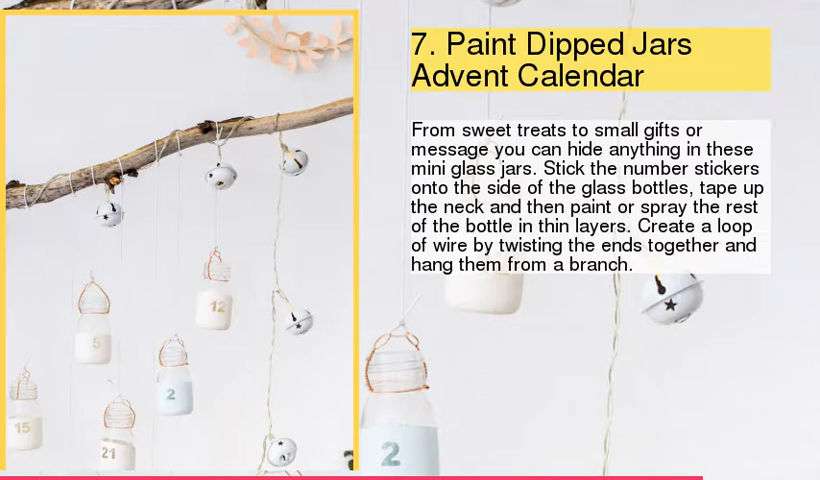 7. Paint Dipped Jars
Advent Calendar
From sweet treats to small gifts or
message you can hide anything in these
mini glass jars. Stick the number stickers
onto the side of the glass bottles, tape up
the neck and then paint or spray the rest
of the bottle in thin layers. Create a loop
of wire by twisting the ends together and
hang them from a branch.
12
5
2
15
21
2